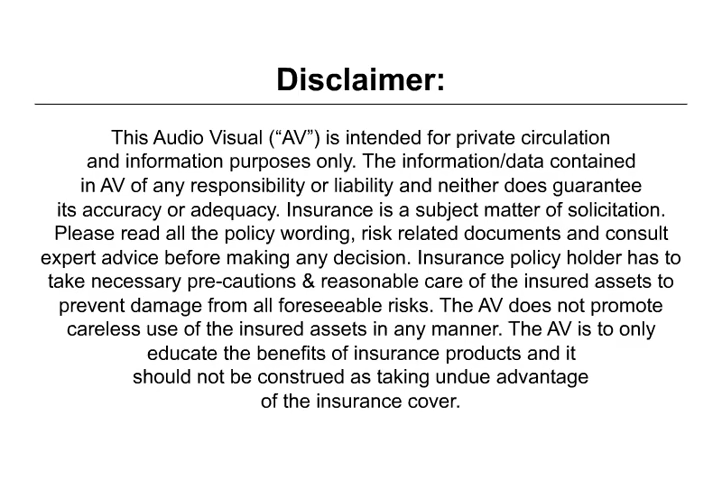 Disclaimer:
This Audio Visual (“AV”) is intended for private circulation
and information purposes only. The information/data contained
in AV of any responsibility or liability and neither does guarantee
its accuracy or adequacy. Insurance is a subject matter of solicitation.
Please read all the policy wording, risk related documents and consult
expert advice before making any decision. Insurance policy holder has to
take necessary pre-cautions & reasonable care of the insured assets to
prevent damage from all foreseeable risks. The AV does not promote
careless use of the insured assets in any manner. The AV is to only
educate the benefits of insurance products and it
should not be construed as taking undue advantage
of the insurance cover.